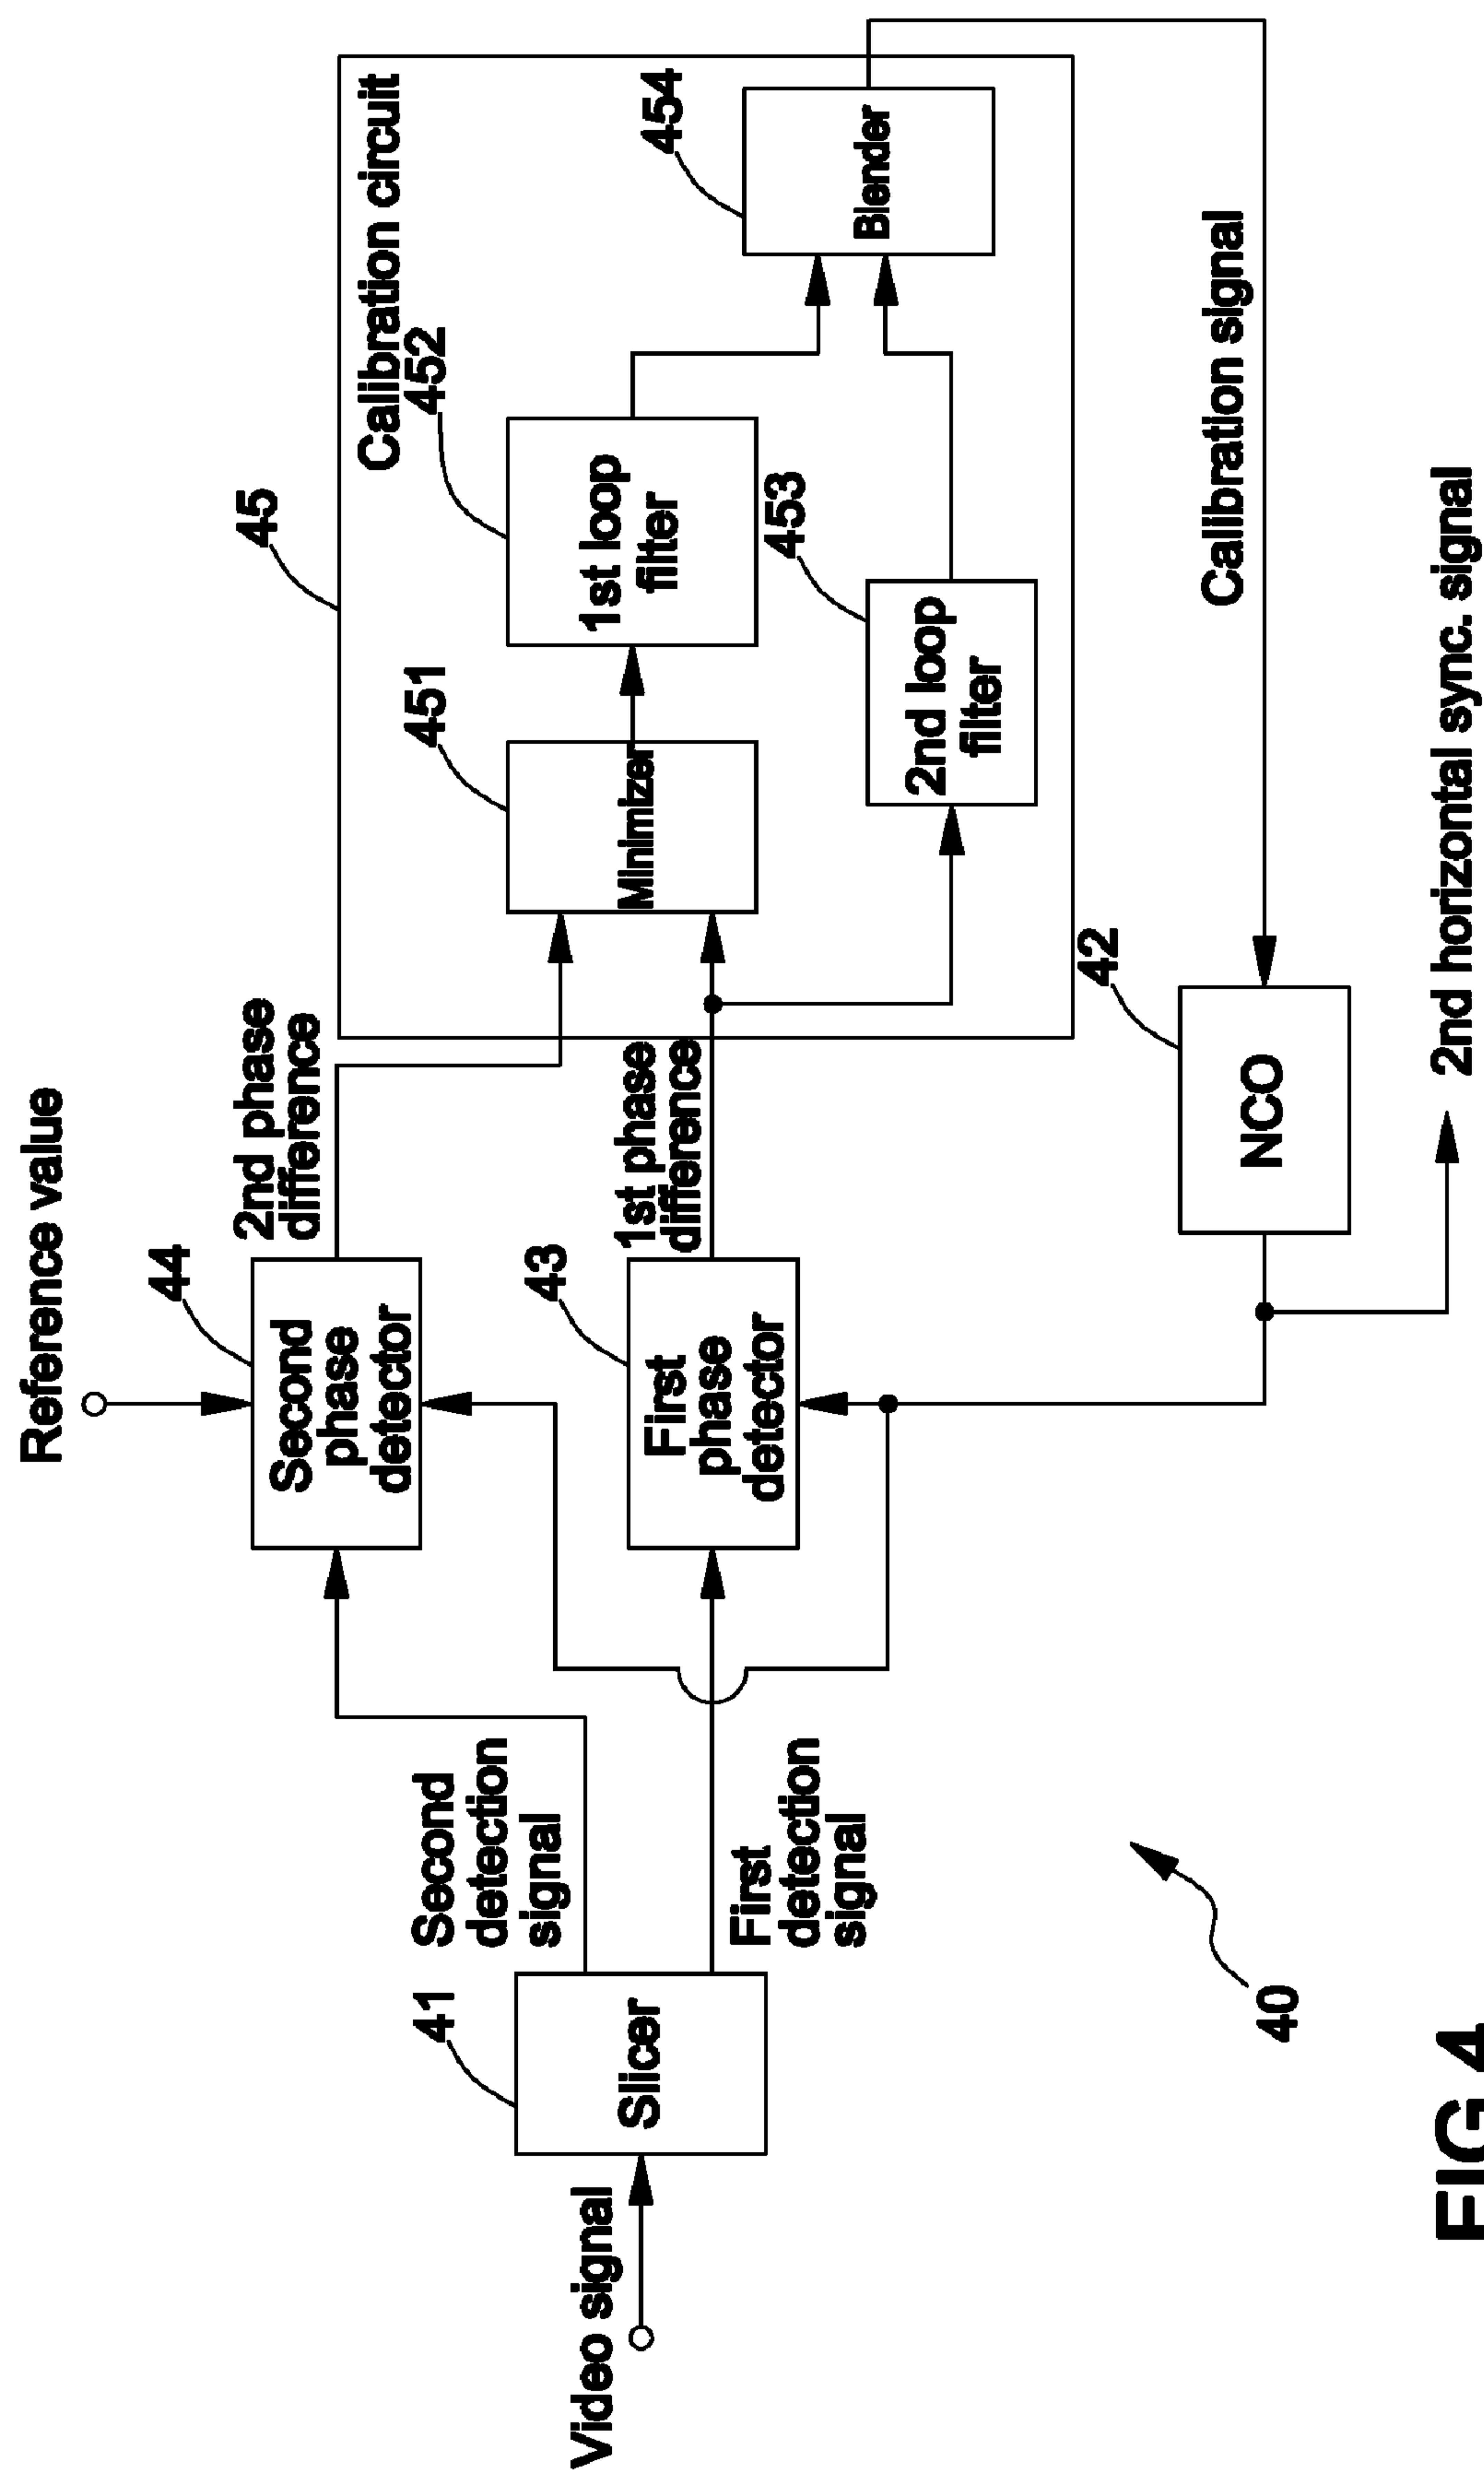 Reference value
44
Second
phase
detector
2nd phase
difference
45
Calibration circuit
Second
detection
signal
41
Slicer
Video signal
First
detection
signal
43
First
phase
detector
1st phase
difference
451
Minimizer
452
1st loop
filter
453
2nd loop
filter
454
Blender
42
NCO
Calibration signal
2nd horizontal sync. signal
40
FIG.4